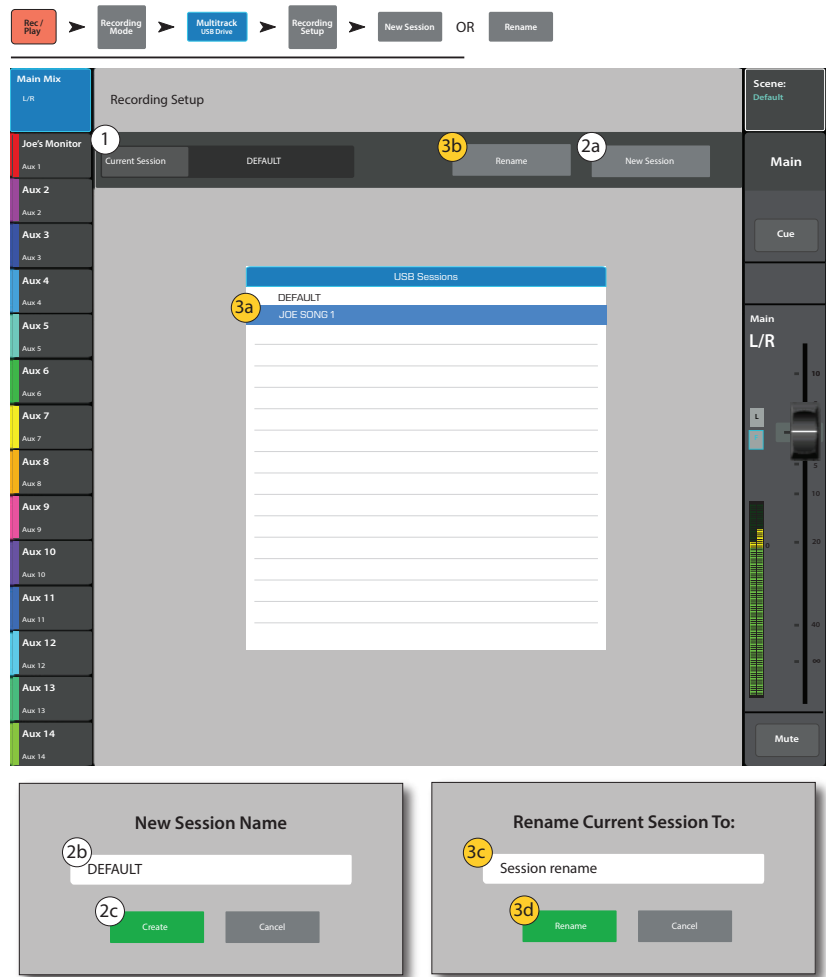 Rec /
Play
Recording
Mode
Multitrack
USB Drive
Recording
Setup
New Session
OR
Rename
Main Mix
L/R
Recording Setup
Scene:
Default
1
Current Session
DEFAULT
3b
Rename
2a
New Session
Main
Joe's Monitor
Aux 1
Aux 2
Aux 2
Aux 3
Aux 3
Aux 4
Aux 4
Aux 5
Aux 5
Aux 6
Aux 6
Aux 7
Aux 7
Aux 8
Aux 8
Aux 9
Aux 9
Aux 10
Aux 10
Aux 11
Aux 11
Aux 12
Aux 12
Aux 13
Aux 13
Aux 14
Aux 14
USB Sessions
DEFAULT
3a
JOE SONG 1
Cue
Main
L/R
10
L
5
10
0
20
40
∞
Mute
New Session Name
2b
DEFAULT
2c
Create
Cancel
Rename Current Session To:
3c
Session rename
3d
Rename
Cancel